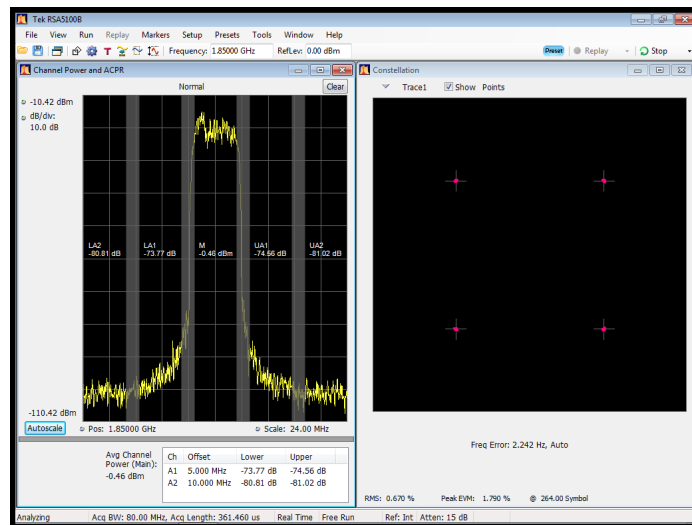 Tek RSA5100B
File View Run Replay Markers Setup Presets Tools Window Help
T Frequency: 1.85000 GHz RefLev: 0.00 dBm Preset Replay Stop
Channel Power and ACPR
Normal
Clear
-10.42 dBm
dB/div:
10.0 dB
LA2 LA1 M UA1 UA2
-80.81 dB -73.77 dB -0.46 dBm -74.56 dB -81.02 dB
-110.42 dBm
Autoscale Pos: 1.85000 GHz Scale: 24.00 MHz
Avg Channel
Power (Main):
-0.46 dBm
Ch Offset Lower Upper
A1 5.000 MHz -73.77 dB -74.56 dB
A2 10.000 MHz -80.81 dB -81.02 dB
Constellation
Trace1 Show Points
Freq Error: 2.242 Hz, Auto
RMS: 0.670 % Peak EVM: 1.790 % @ 264.00 Symbol
Analyzing Acq BW: 80.00 MHz, Acq Length: 361.460 us Real Time Free Run Ref: Int Atten: 15 dB